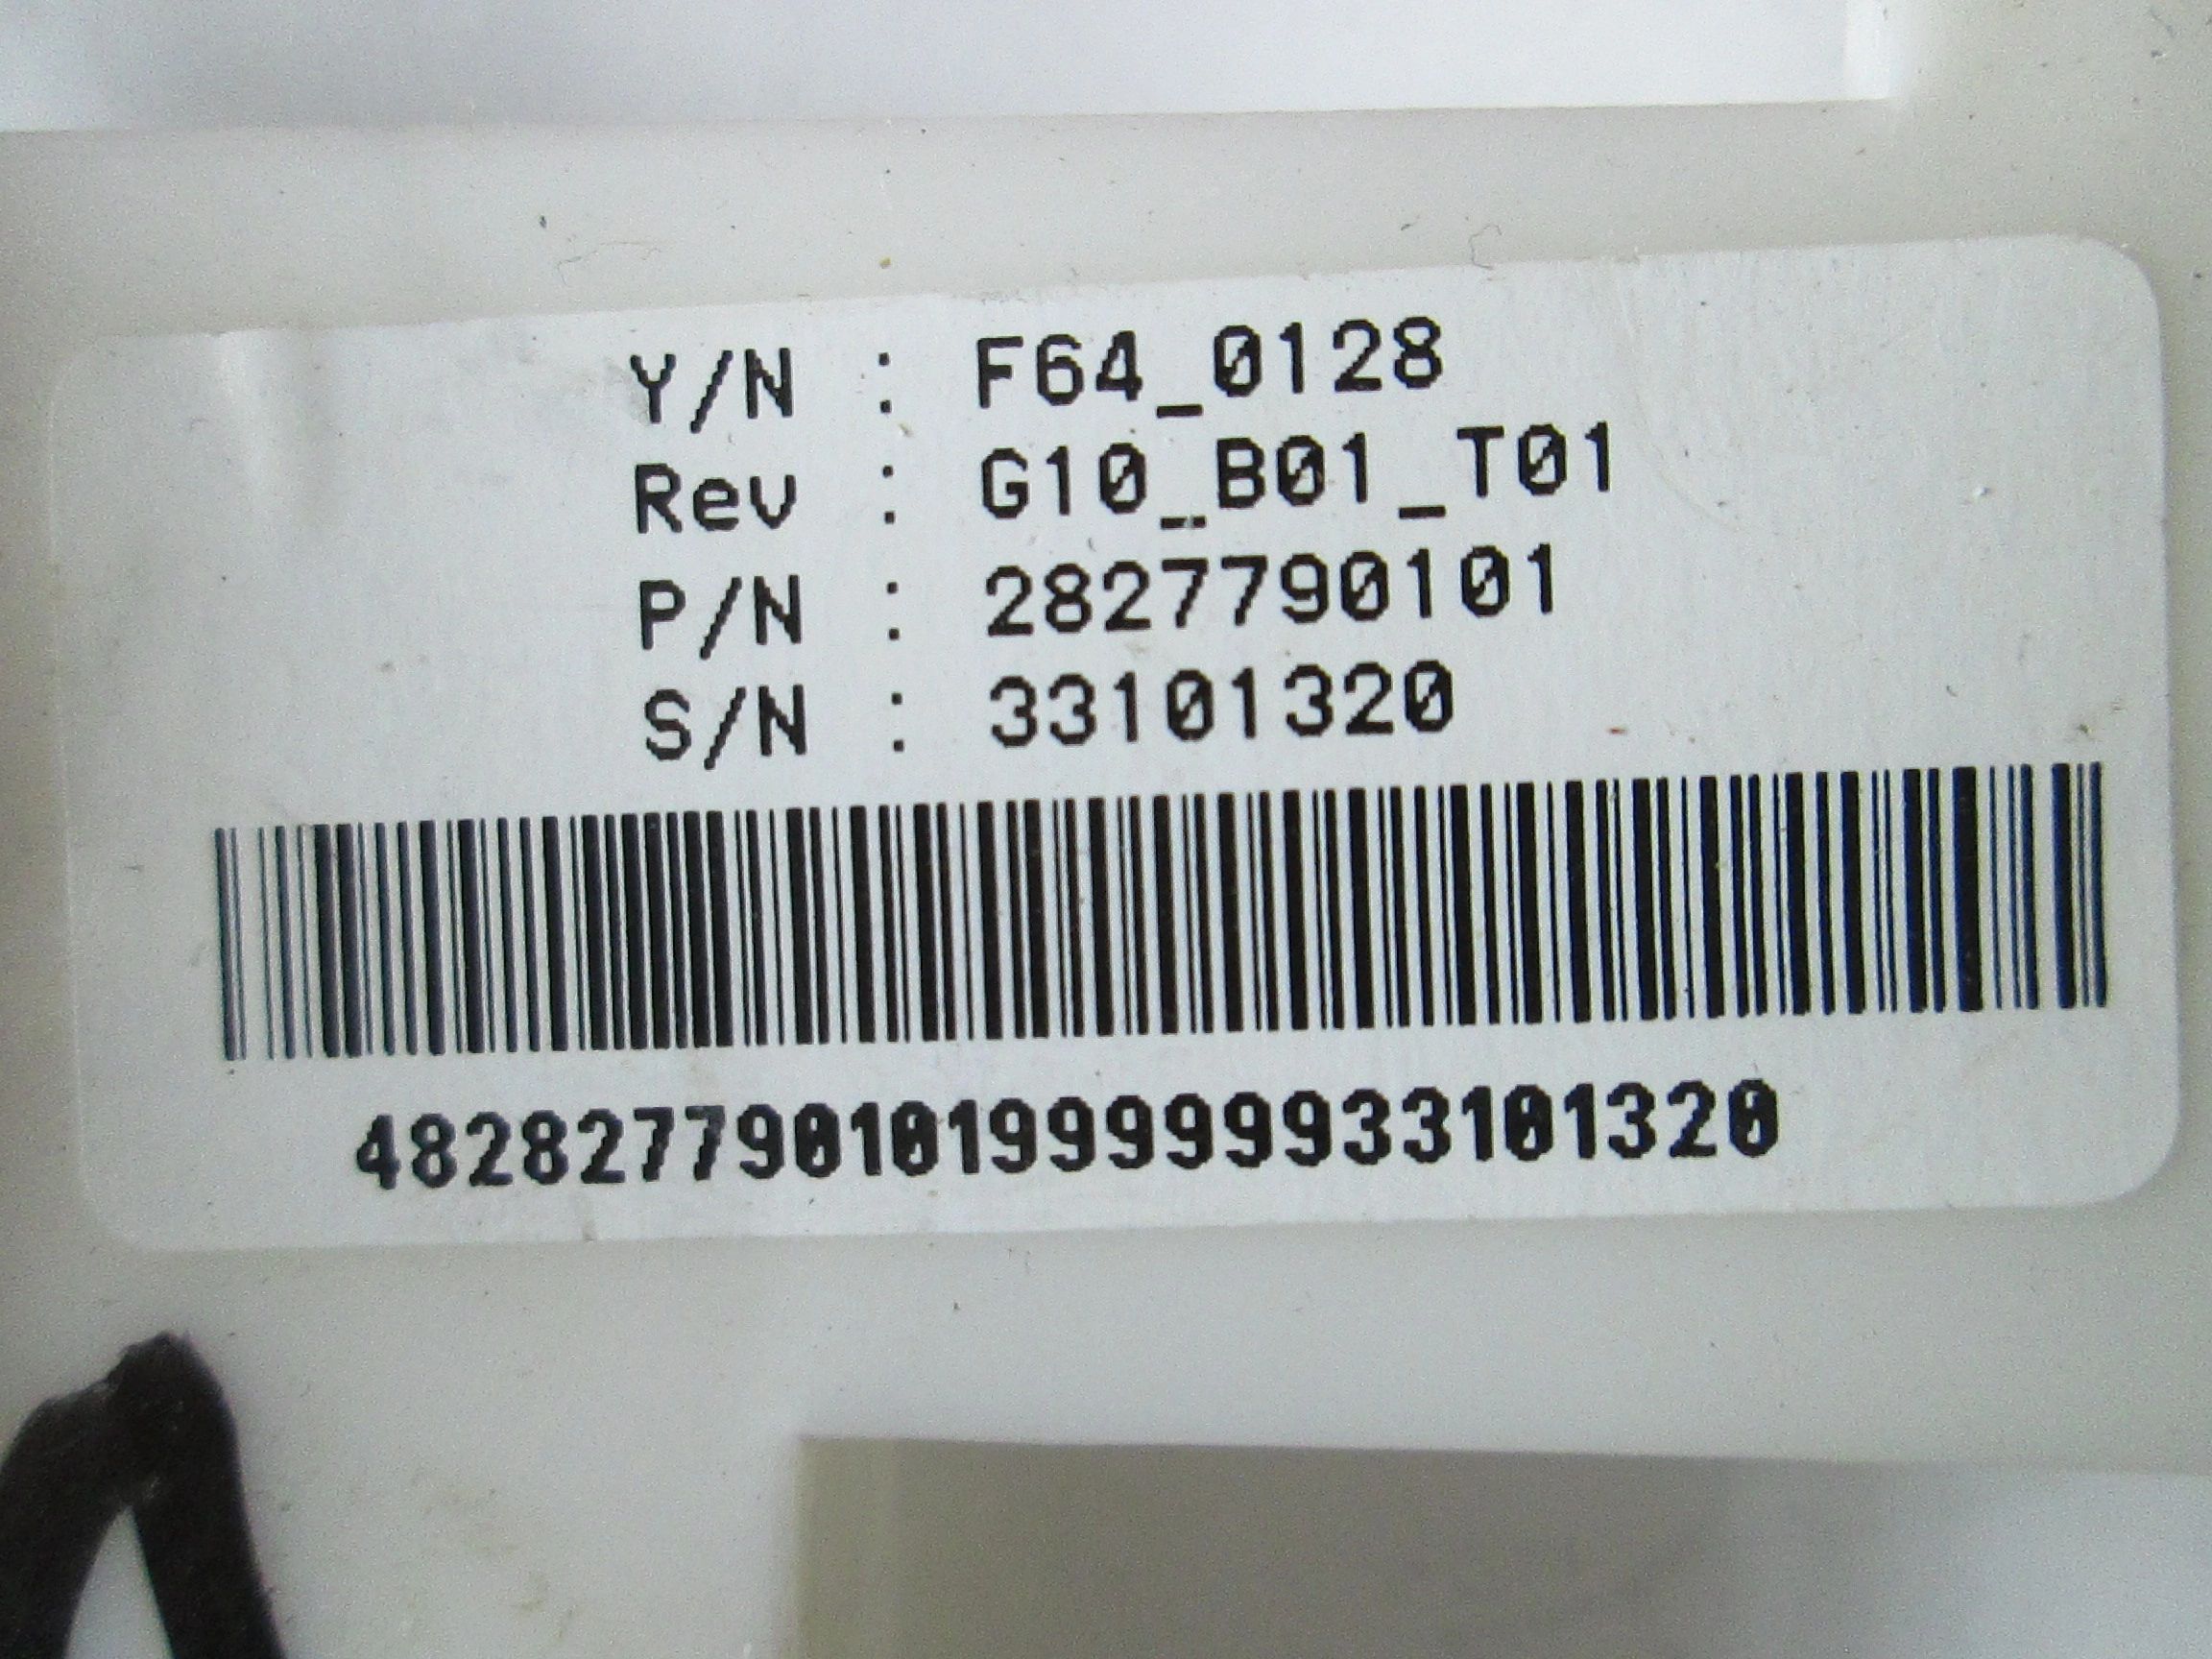 Y/N : F64_0128
Rev : G10_B01_T01
P/N : 2827790101
S/N : 33101320
48282779010199999933101320